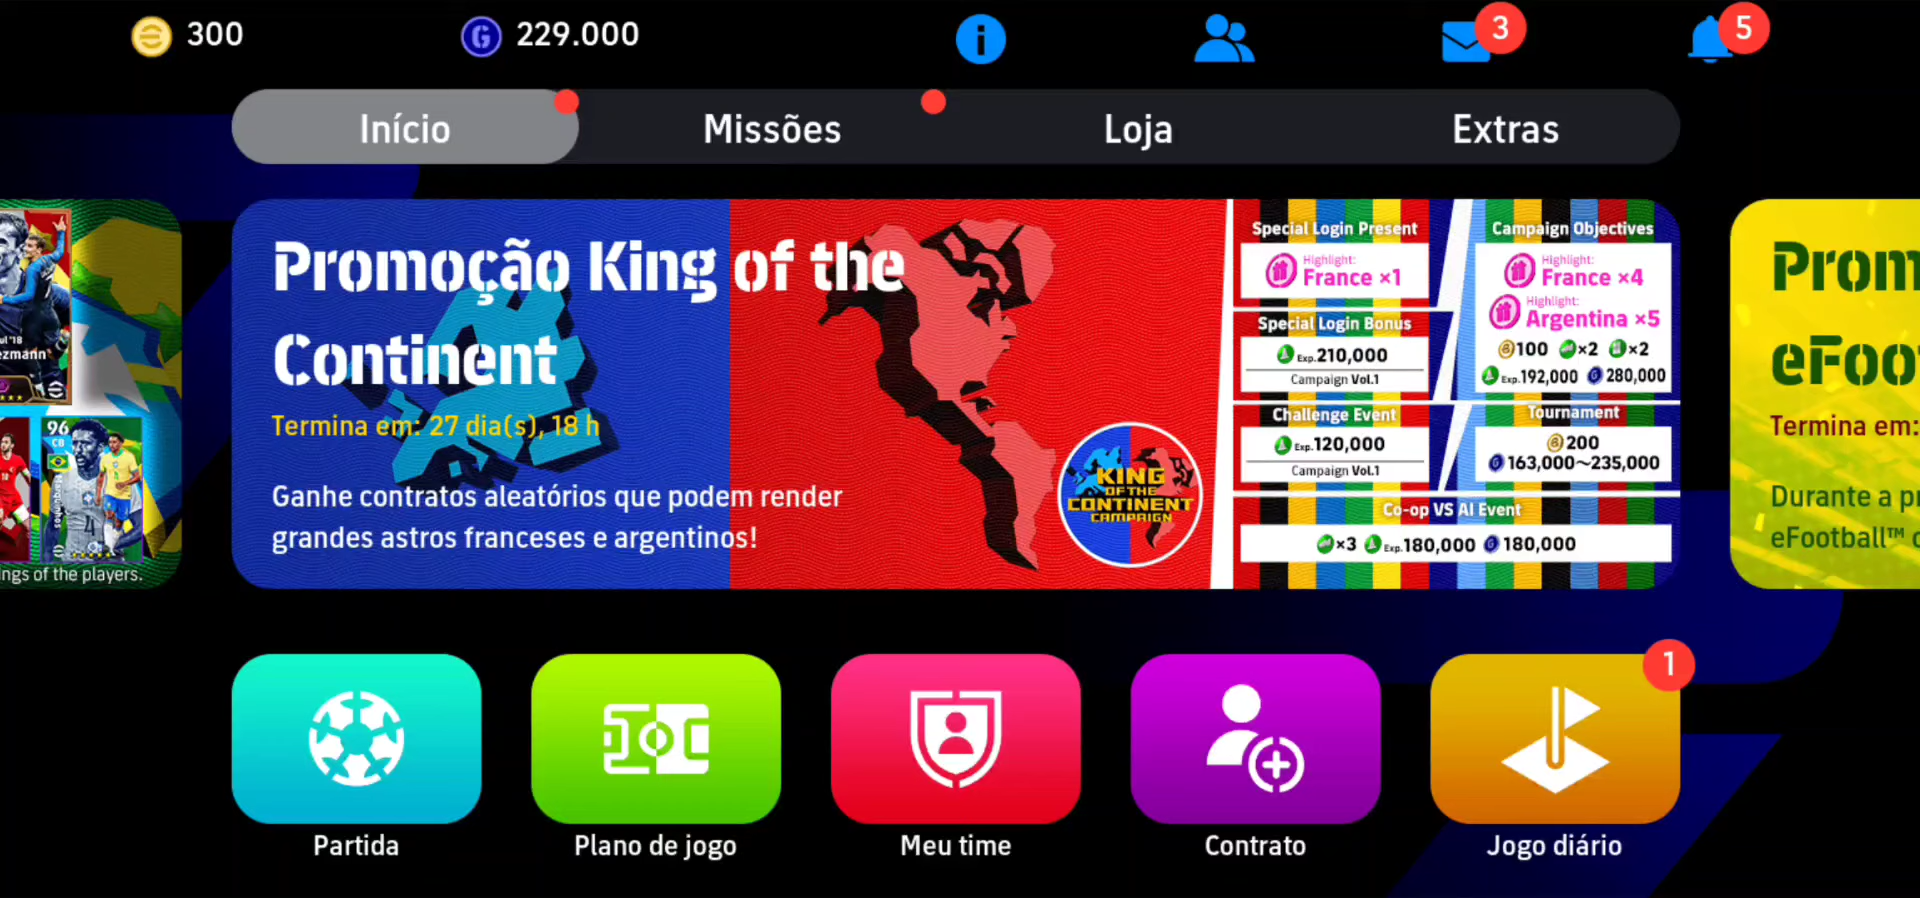 300
229.000
3
5
Início
Missões
Loja
Extras
96
CB
Marquinhos
ings of the players.
Promoção King of the
Continent
Termina em: 27 dia(s), 18 h
Ganhe contratos aleatórios que podem render
grandes astros franceses e argentinos!
KING
OF THE
CONTINENT
CAMPAIGN
Special Login Present
Highlight:
France ×1
Special Login Bonus
Exp.210,000
Campaign Vol.1
Challenge Event
Exp.120,000
Campaign Vol.1
Campaign Objectives
Highlight:
France ×4
Highlight:
Argentina ×5
100 ×2 ×2
Exp.192,000 280,000
Tournament
200
163,000~235,000
Co-op VS AI Event
×3 Exp.180,000 180,000
Prom
eFoo
Termina em:
Durante a p
eFootball™
Partida
Plano de jogo
Meu time
Contrato
1
Jogo diário